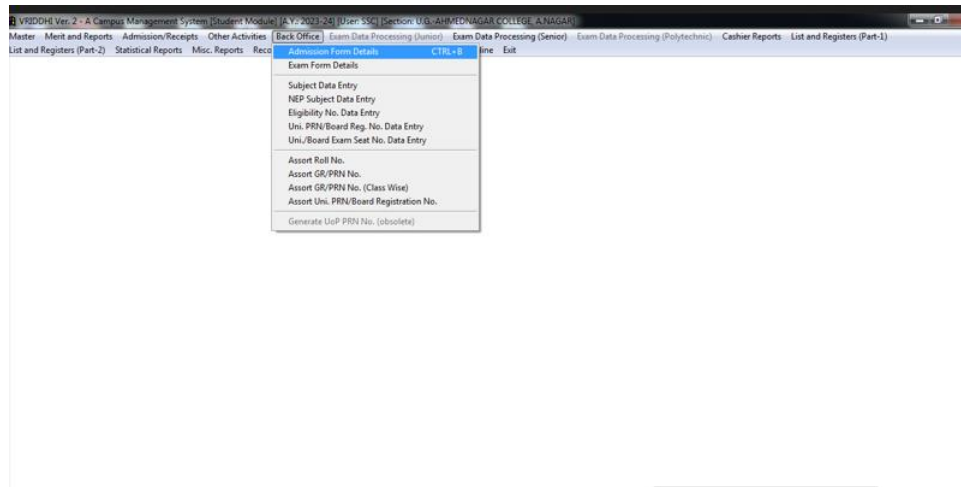 VRIDDHI Ver. 2 - A Campus Management System [Student Module] [A.Y.: 2023-24] [User: SSC] [Section: U.G.-AHMEDNAGAR COLLEGE, A.NAGAR]
Master Merit and Reports Admission/Receipts Other Activities Back Office Exam Data Processing (Junior) Exam Data Processing (Senior) Exam Data Processing (Polytechnic) Cashier Reports List and Registers (Part-1)
List and Registers (Part-2) Statistical Reports Misc. Reports Reco line Exit
Admission Form Details CTRL+B
Exam Form Details
Subject Data Entry
NEP Subject Data Entry
Eligibility No. Data Entry
Uni. PRN/Board Reg. No. Data Entry
Uni./Board Exam Seat No. Data Entry
Assort Roll No.
Assort GR/PRN No.
Assort GR/PRN No. (Class Wise)
Assort Uni. PRN/Board Registration No.
Generate UoP PRN No. (obsolete)